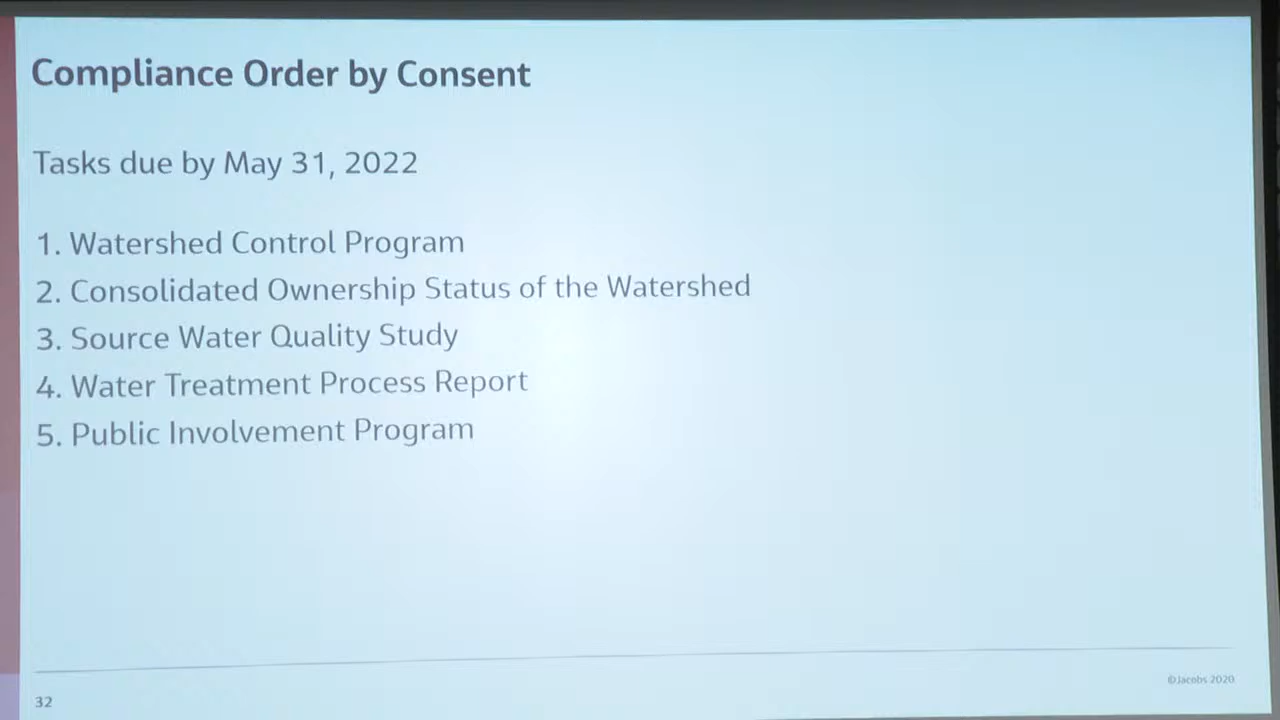 Compliance Order by Consent
Tasks due by May 31, 2022
1. Watershed Control Program
2. Consolidated Ownership Status of the Watershed
3. Source Water Quality Study
4. Water Treatment Process Report
5. Public Involvement Program
©Jacobs 2020
32